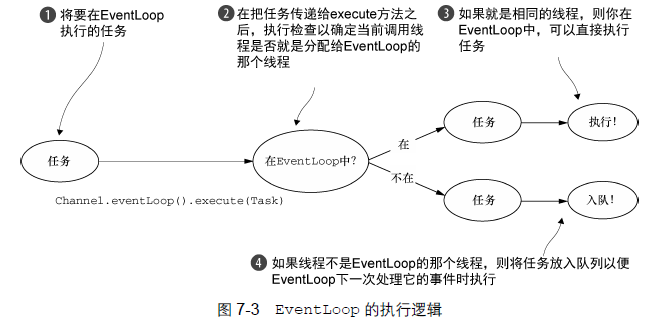 ❶ 将要在EventLoop
执行的任务
❷ 在把任务传递给execute方法之
后，执行检查以确定当前调用线
程是否就是分配给EventLoop的
那个线程
❸ 如果就是相同的线程，则你在
EventLoop中，可以直接执行
任务
任务
执行！
在
任务
在EventLoop中?
不在
Channel.eventLoop().execute(Task)
任务
入队！
❹ 如果线程不是EventLoop的那个线程，则将任务放入队列以便
EventLoop下一次处理它的事件时执行
图 7-3 EventLoop 的执行逻辑